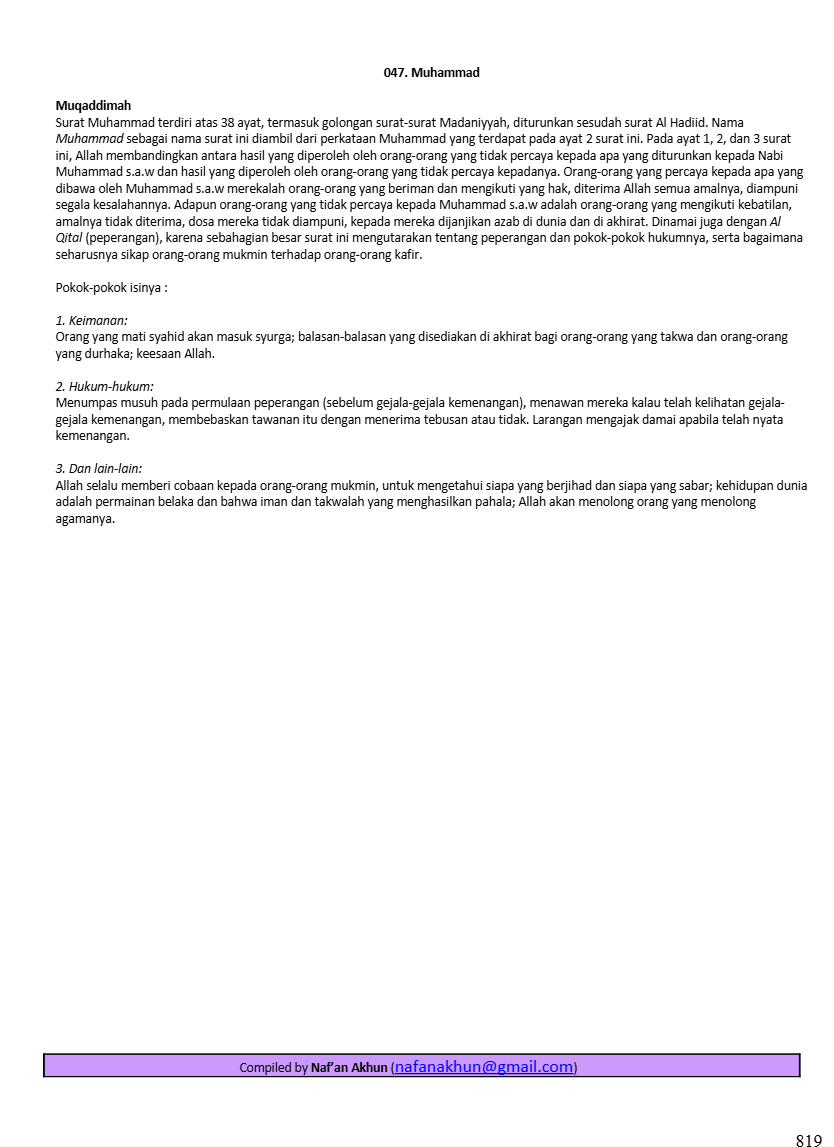 047. Muhammad
Muqaddimah
Surat Muhammad terdiri atas 38 ayat, termasuk golongan surat-surat Madaniyyah, diturunkan sesudah surat Al Hadiid. Nama
Muhammad sebagai nama surat ini diambil dari perkataan Muhammad yang terdapat pada ayat 2 surat ini. Pada ayat 1, 2, dan 3 surat
ini, Allah membandingkan antara hasil yang diperoleh oleh orang-orang yang tidak percaya kepada apa yang diturunkan kepada Nabi
Muhammad s.a.w dan hasil yang diperoleh oleh orang-orang yang tidak percaya kepadanya. Orang-orang yang percaya kepada apa yang
dibawa oleh Muhammad s.a.w merekalah orang-orang yang beriman dan mengikuti yang hak, diterima Allah semua amalnya, diampuni
segala kesalahannya. Adapun orang-orang yang tidak percaya kepada Muhammad s.a.w adalah orang-orang yang mengikuti kebatilan,
amalnya tidak diterima, dosa mereka tidak diampuni, kepada mereka dijanjikan azab di dunia dan di akhirat. Dinamai juga dengan Al
Qital (peperangan), karena sebahagian besar surat ini mengutarakan tentang peperangan dan pokok-pokok hukumnya, serta bagaimana
seharusnya sikap orang-orang mukmin terhadap orang-orang kafir.
Pokok-pokok isinya :
1. Keimanan:
Orang yang mati syahid akan masuk syurga; balasan-balasan yang disediakan di akhirat bagi orang-orang yang takwa dan orang-orang
yang durhaka; keesaan Allah.
2. Hukum-hukum:
Menumpas musuh pada permulaan peperangan (sebelum gejala-gejala kemenangan), menawan mereka kalau telah kelihatan gejala-
gejala kemenangan, membebaskan tawanan itu dengan menerima tebusan atau tidak. Larangan mengajak damai apabila telah nyata
kemenangan.
3. Dan lain-lain:
Allah selalu memberi cobaan kepada orang-orang mukmin, untuk mengetahui siapa yang berjihad dan siapa yang sabar; kehidupan dunia
adalah permainan belaka dan bahwa iman dan takwalah yang menghasilkan pahala; Allah akan menolong orang yang menolong
agamanya.
Compiled by Naf’an Akhun (nafanakhun@gmail.com)
819